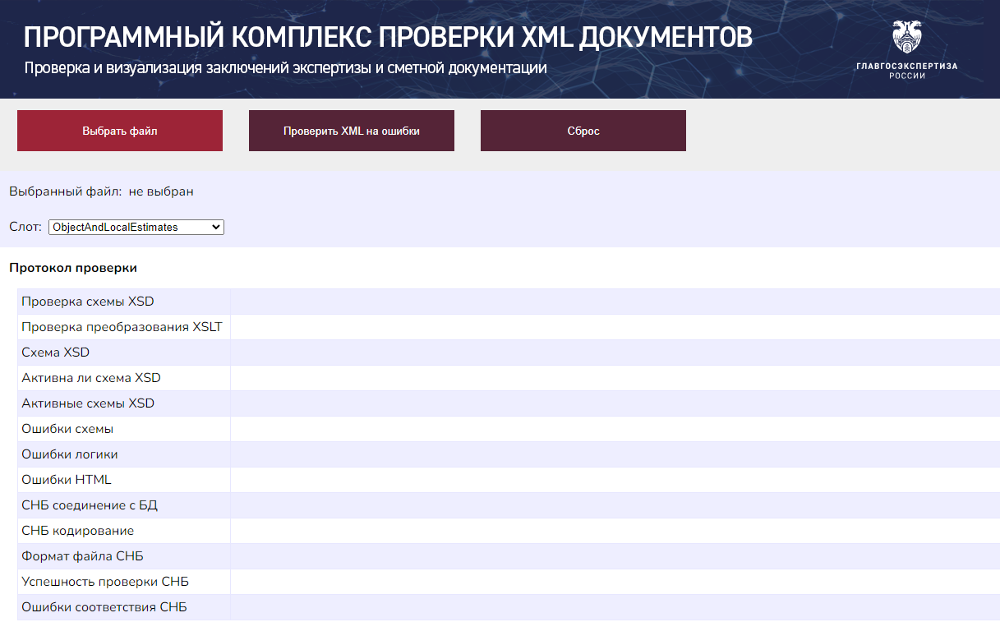 ПРОГРАММНЫЙ КОМПЛЕКС ПРОВЕРКИ XML ДОКУМЕНТОВ
Проверка и визуализация заключений экспертизы и сметной документации
ГЛАВГОСЭКСПЕРТИЗА
РОССИИ
Выбрать файл
Проверить XML на ошибки
Сброс
Выбранный файл: не выбран
Слот: ObjectAndLocalEstimates
Протокол проверки
Проверка схемы XSD
Проверка преобразования XSLT
Схема XSD
Активна ли схема XSD
Активные схемы XSD
Ошибки схемы
Ошибки логики
Ошибки HTML
СНБ соединение с БД
СНБ кодирование
Формат файла СНБ
Успешность проверки СНБ
Ошибки соответствия СНБ